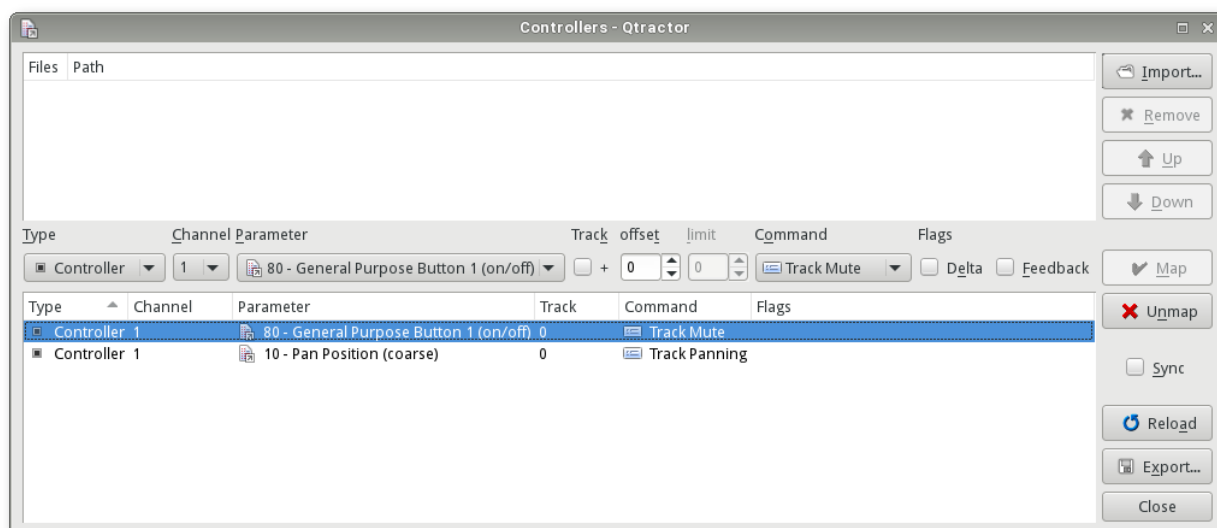 Controllers - Qtractor
Files Path
Import...
Remove
Up
Down
Type Channel Parameter Track offset limit Command Flags
Controller 1 80 - General Purpose Button 1 (on/off) + 0 0 Track Mute Delta Feedback Map
Type Channel Parameter Track Command Flags
Controller 1 80 - General Purpose Button 1 (on/off) 0 Track Mute
Controller 1 10 - Pan Position (coarse) 0 Track Panning
Unmap
Sync
Reload
Export...
Close